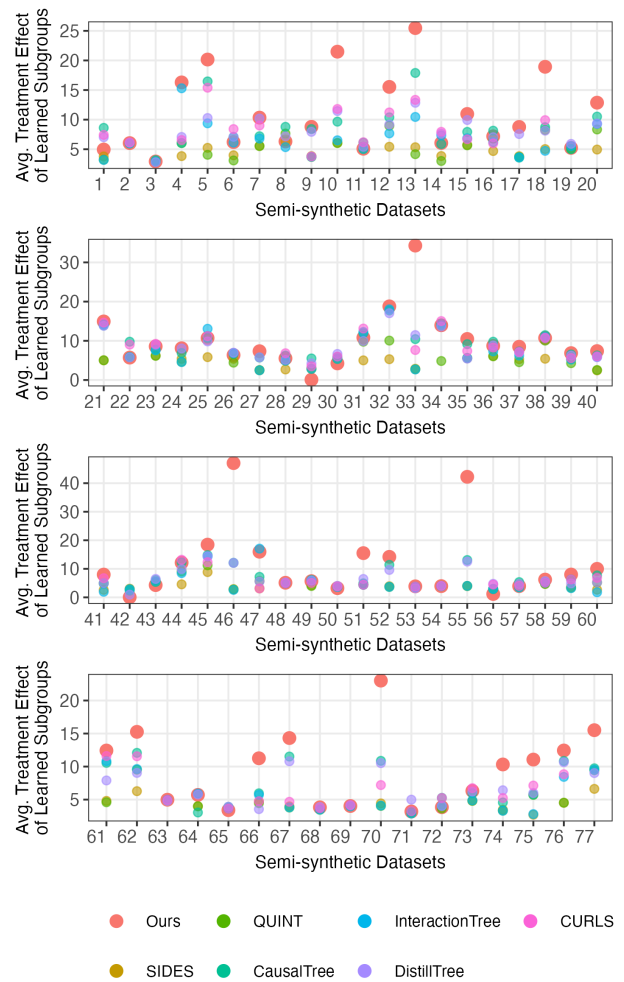 Avg. Treatment Effect
of Learned Subgroups
25
20
15
10
5
1 2 3 4 5 6 7 8 9 10 11 12 13 14 15 16 17 18 19 20
Semi-synthetic Datasets
Avg. Treatment Effect
of Learned Subgroups
30
20
10
0
21 22 23 24 25 26 27 28 29 30 31 32 33 34 35 36 37 38 39 40
Semi-synthetic Datasets
Avg. Treatment Effect
of Learned Subgroups
40
30
20
10
0
41 42 43 44 45 46 47 48 49 50 51 52 53 54 55 56 57 58 59 60
Semi-synthetic Datasets
Avg. Treatment Effect
of Learned Subgroups
20
15
10
5
61 62 63 64 65 66 67 68 69 70 71 72 73 74 75 76 77
Semi-synthetic Datasets
Ours QUINT InteractionTree CURLS
SIDES CausalTree DistillTree